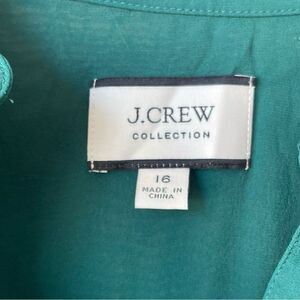 J.CREW
COLLECTION
16
MADE IN
CHINA